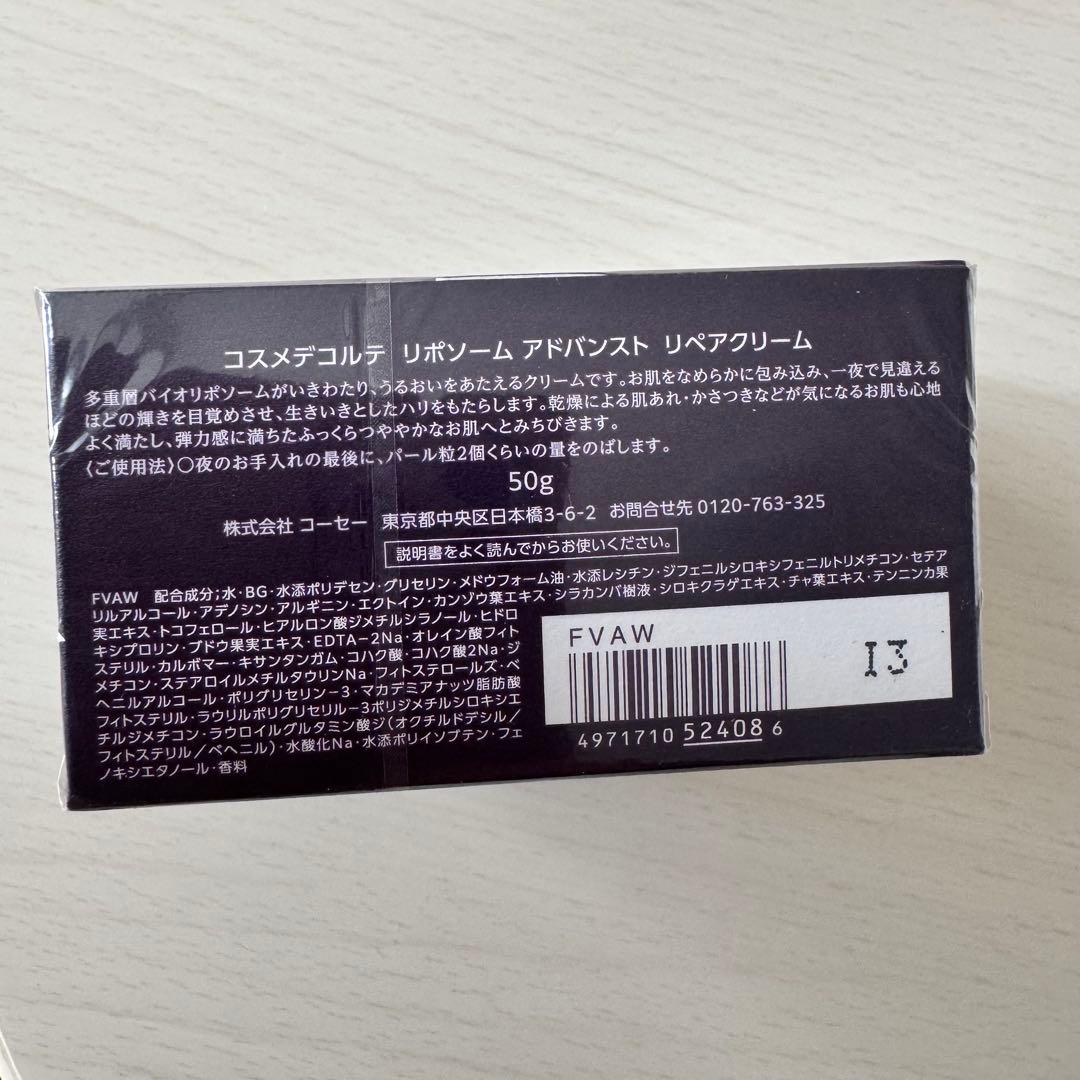 コスメデコルテ リポソーム アドバンスト リペアクリーム
多重層バイオリポソームがいきわたり、うるおいをあたえるクリームです。お肌をなめらかに包み込み、一夜で見違える
ほどの輝きを目覚めさせ、生きいきとしたハリをもたらします。乾燥による肌あれ・かさつきなどが気になるお肌も心地
よく満たし、弾力感に満ちたふっくらつややかなお肌へとみちびきます。
〈ご使用法〉○夜のお手入れの最後に、パール粒2個くらいの量をのばします。
50g
株式会社 コーセー 東京都中央区日本橋3-6-2 お問合せ先 0120-763-325
説明書をよく読んでからお使いください。
FVAW 配合成分;水・BG・水添ポリデセン・グリセリン・メドウフォーム油・水添レシチン・ジフェニルシロキシフェニルトリメチコン・セテア
リルアルコール・アデノシン・アルギニン・エクトイン・カンゾウ葉エキス・シラカンバ樹液・シロキクラゲエキス・チャ葉エキス・テンニンカ果
実エキス・トコフェロール・ヒアルロン酸ジメチルシラノール・ヒドロ
キシプロリン・ブドウ果実エキス・EDTA-2Na・オレイン酸フィト
ステリル・カルボマー・キサンタンガム・コハク酸・コハク酸2Na・ジ
メチコン・ステアロイルメチルタウリンNa・フィトステロールズ・ベ
ヘニルアルコール・ポリグリセリン-3・マカデミアナッツ脂肪酸
フィトステリル・ラウリルポリグリセリル-3ポリジメチルシロキシエ
チルジメチコン・ラウロイルグルタミン酸ジ(オクチルドデシル/
フィトステリル/ベヘニル)・水酸化Na・水添ポリイソブテン・フェ
ノキシエタノール・香料
FVAW
I3
4971710 52408 6